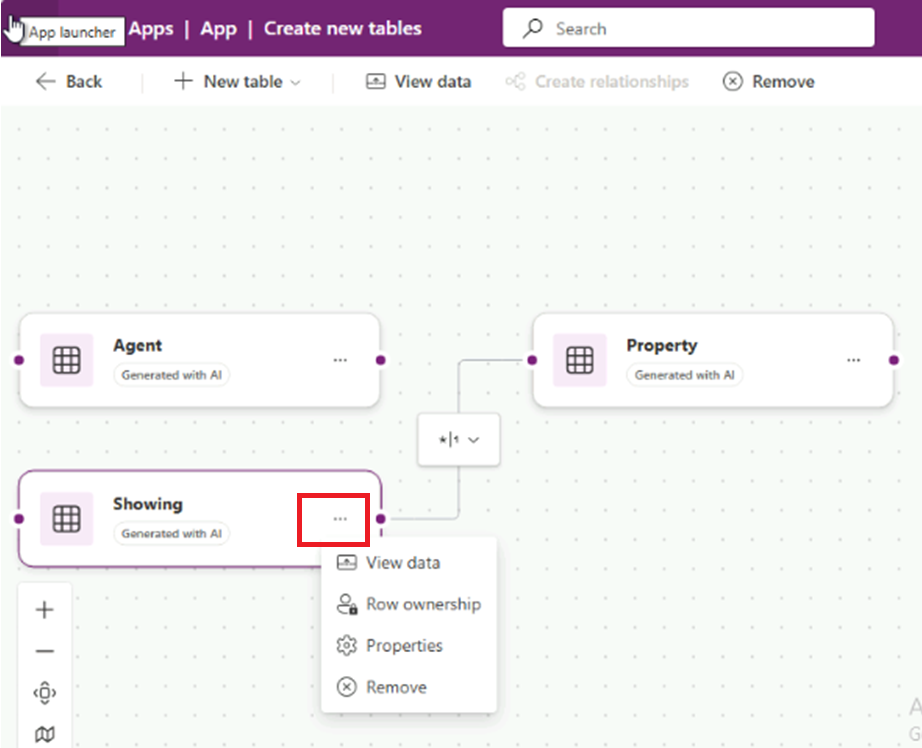 App launcher
Apps | App | Create new tables
Search
Back
New table
View data
Create relationships
Remove
Agent
Generated with AI
Property
Generated with AI
*|1
Showing
Generated with AI
View data
Row ownership
Properties
Remove